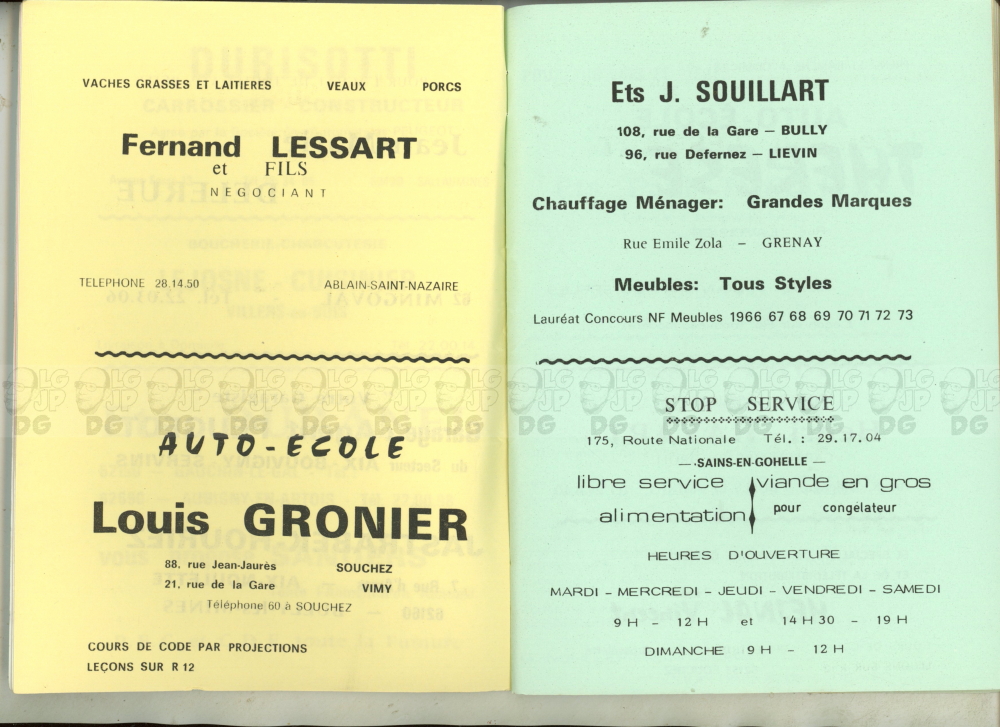 VACHES GRASSES ET LAITIERES VEAUX PORCS
Fernand LESSART
et FILS
NEGOCIANT
TELEPHONE 28.14.50 ABLAIN-SAINT-NAZAIRE
AUTO-ECOLE
Louis GRONIER
88, rue Jean-Jaurès SOUCHEZ
21, rue de la Gare VIMY
Téléphone 60 à SOUCHEZ
COURS DE CODE PAR PROJECTIONS
LEÇONS SUR R 12
Ets J. SOUILLART
108, rue de la Gare – BULLY
96, rue Defernez – LIEVIN
Chauffage Ménager: Grandes Marques
Rue Emile Zola – GRENAY
Meubles: Tous Styles
Lauréat Concours NF Meubles 1966 67 68 69 70 71 72 73
STOP SERVICE
175, Route Nationale Tél. : 29.17.04
— SAINS-EN-GOHELLE —
libre service viande en gros
alimentation pour congélateur
HEURES D'OUVERTURE
MARDI - MERCREDI - JEUDI - VENDREDI - SAMEDI
9 H - 12 H et 14 H 30 - 19 H
DIMANCHE 9 H - 12 H